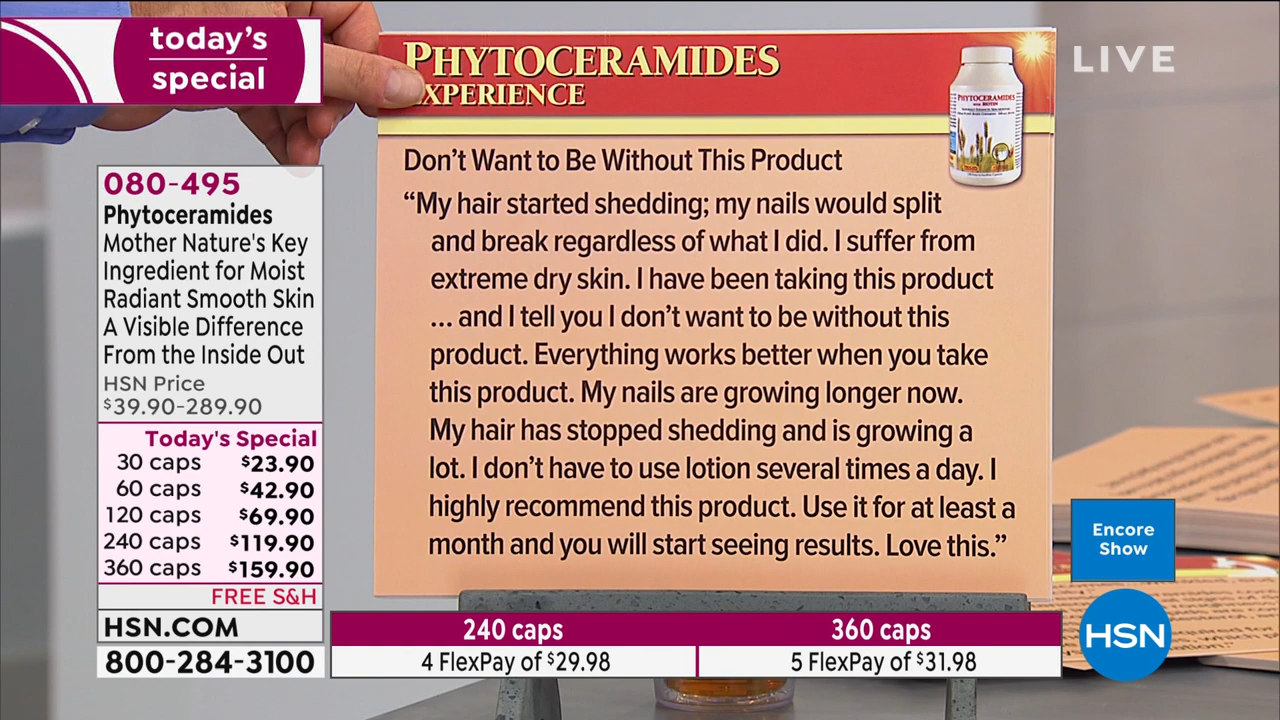 today's
special
080-495
Phytoceramides
Mother Nature's Key
Ingredient for Moist
Radiant Smooth Skin
A Visible Difference
From the Inside Out
HSN Price
$39.90-289.90
Today's Special
30 caps $23.90
60 caps $42.90
120 caps $69.90
240 caps $119.90
360 caps $159.90
FREE S&H
HSN.COM
800-284-3100
PHYTOCERAMIDES
EXPERIENCE
PHYTOCERAMIDES
WITH BIOTIN
Don't Want to Be Without This Product
“My hair started shedding; my nails would split
and break regardless of what I did. I suffer from
extreme dry skin. I have been taking this product
... and I tell you I don't want to be without this
product. Everything works better when you take
this product. My nails are growing longer now.
My hair has stopped shedding and is growing a
lot. I don't have to use lotion several times a day. I
highly recommend this product. Use it for at least a
month and you will start seeing results. Love this.”
240 caps 360 caps
4 FlexPay of $29.98 5 FlexPay of $31.98
LIVE
Encore
Show
HSN